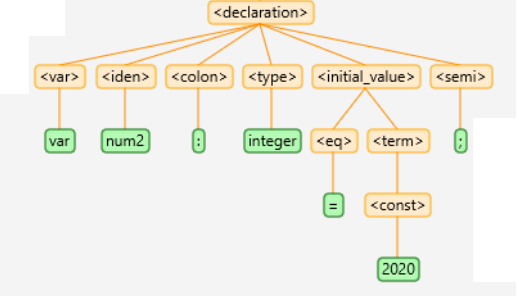 <declaration>
<var> <iden> <colon> <type> <initial_value> <semi>
var num2 : integer <eq> <term> ;
= <const>
2020